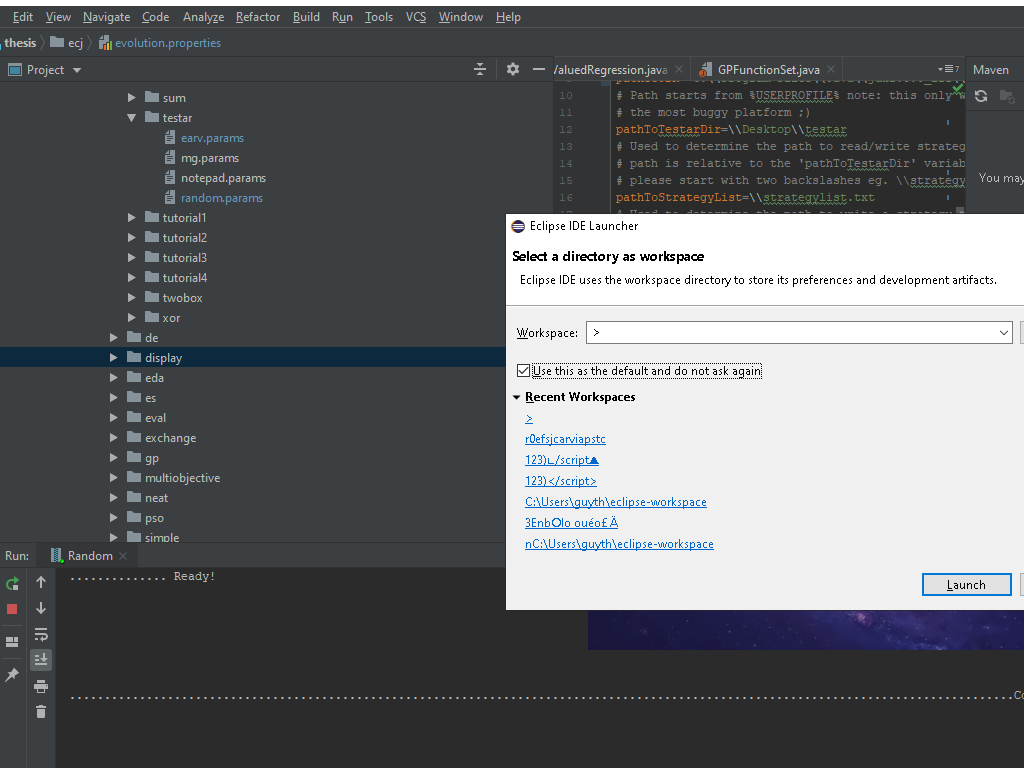 Edit View Navigate Code Analyze Refactor Build Run Tools VCS Window Help
thesis ecj evolution.properties
Project
AluedRegression.java GPFunctionSet.java 7 Maven
sum
testar
earv.params
mg.params
notepad.params
random.params
tutorial1
tutorial2
tutorial3
tutorial4
twobox
xor
de
display
eda
es
eval
exchange
gp
multiobjective
neat
pso
simple
10 # Path starts from %USERPROFILE% note: this only w
11 # the most buggy platform ;)
12 pathToTestarDir=\\Desktop\\testar
13 # Used to determine the path to read/write strateg
14 # path is relative to the 'pathToTestarDir' variab
15 # please start with two backslashes eg. \\strategy
16 pathToStrategyList=\\strategylist.txt
You may
Eclipse IDE Launcher
Select a directory as workspace
Eclipse IDE uses the workspace directory to store its preferences and development artifacts.
Workspace: >
Use this as the default and do not ask again
Recent Workspaces
>
r0efsjcarviapstc
123)∟/script▲
123)</script>
C:\Users\guyth\eclipse-workspace
3EnbOlo ouéo£Ä
nC:\Users\guyth\eclipse-workspace
Launch
Run: Random
.............. Ready!